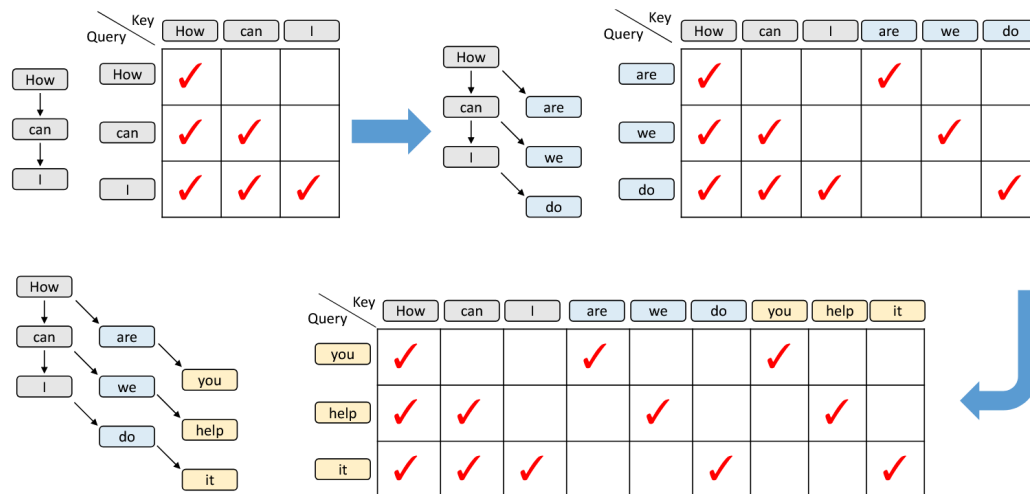 Key
Query
How can I
How
can
I
How
can
I
How
can
I
are
we
do
Key
Query
How can I are we do
are
we
do
How
can
I
are
we
do
you
help
it
Key
Query
How can I are we do you help it
you
help
it